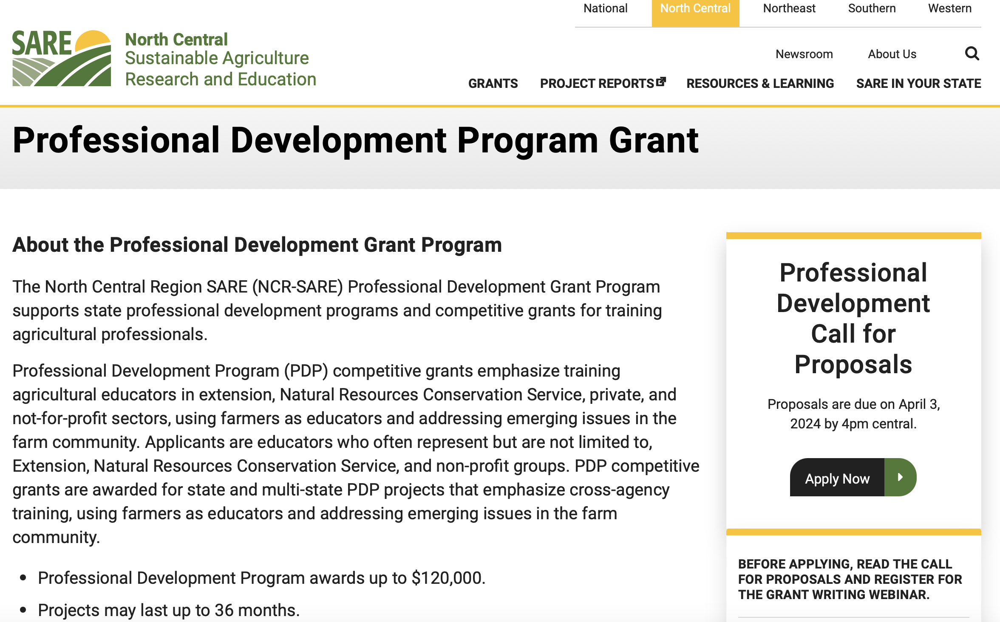 National North Central Northeast Southern Western
SARE
North Central
Sustainable Agriculture
Research and Education
Newsroom About Us
GRANTS PROJECT REPORTS RESOURCES & LEARNING SARE IN YOUR STATE
Professional Development Program Grant
About the Professional Development Grant Program
The North Central Region SARE (NCR-SARE) Professional Development Grant Program
supports state professional development programs and competitive grants for training
agricultural professionals.
Professional Development Program (PDP) competitive grants emphasize training
agricultural educators in extension, Natural Resources Conservation Service, private, and
not-for-profit sectors, using farmers as educators and addressing emerging issues in the
farm community. Applicants are educators who often represent but are not limited to,
Extension, Natural Resources Conservation Service, and non-profit groups. PDP competitive
grants are awarded for state and multi-state PDP projects that emphasize cross-agency
training, using farmers as educators and addressing emerging issues in the farm
community.
• Professional Development Program awards up to $120,000.
• Projects may last up to 36 months.
Professional
Development
Call for
Proposals
Proposals are due on April 3,
2024 by 4pm central.
Apply Now
BEFORE APPLYING, READ THE CALL
FOR PROPOSALS AND REGISTER FOR
THE GRANT WRITING WEBINAR.